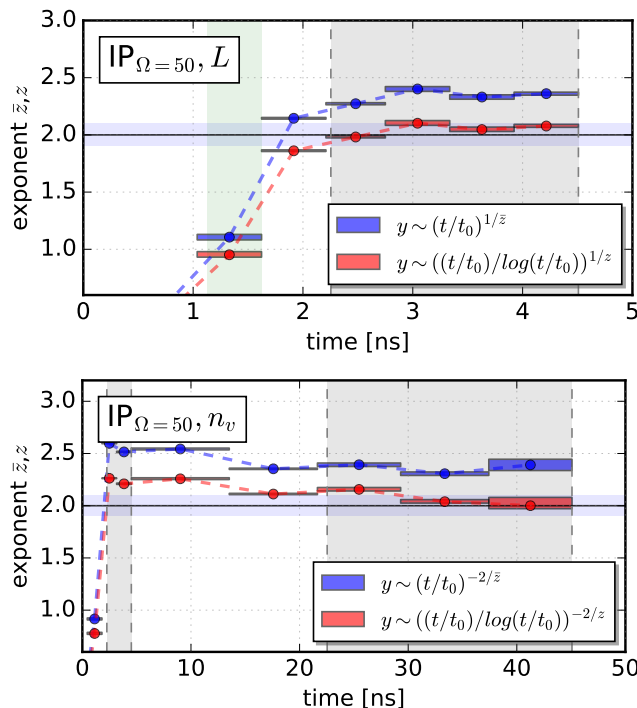 IP_{Ω=50}, L
exponent z̄,z
3.0
2.5
2.0
1.5
1.0
y ~ (t/t_0)^{1/z̄}
y ~ ((t/t_0)/log(t/t_0))^{1/z}
0 1 2 3 4 5
time [ns]
IP_{Ω=50}, n_v
exponent z̄,z
3.0
2.5
2.0
1.5
1.0
y ~ (t/t_0)^{-2/z̄}
y ~ ((t/t_0)/log(t/t_0))^{-2/z}
0 10 20 30 40 50
time [ns]